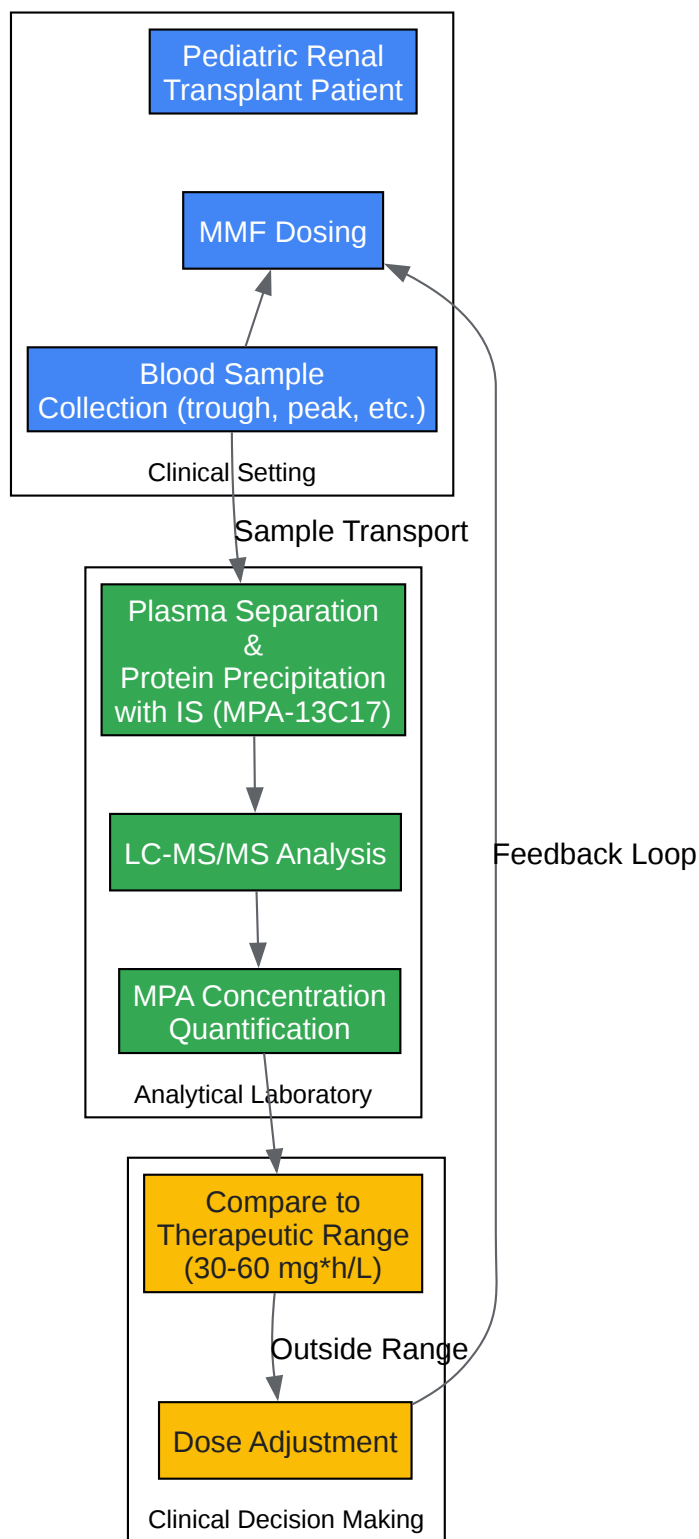 Pediatric Renal
Transplant Patient
MMF Dosing
Blood Sample
Collection (trough, peak, etc.)
Clinical Setting
Sample Transport
Plasma Separation
&
Protein Precipitation
with IS (MPA-13C17)
LC-MS/MS Analysis
Feedback Loop
MPA Concentration
Quantification
Analytical Laboratory
Compare to
Therapeutic Range
(30-60 mg*h/L)
Outside Range
Dose Adjustment
Clinical Decision Making